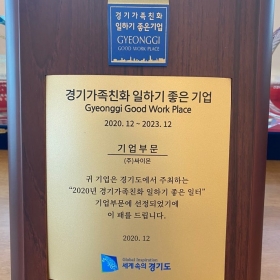 경기가족친화
일하기 좋은기업
GYEONGGI
GOOD WORK PLACE
경기가족친화 일하기 좋은 기업
Gyeonggi Good Work Place
2020. 12 ~ 2023. 12
기업부문
(주)싸이몬
귀 기업은 경기도에서 주최하는
"2020년 경기가족친화 일하기 좋은 일터"
기업부문에 선정되었기에
이 패를 드립니다.
2020. 12
Global Inspiration
세계 속의 경기도